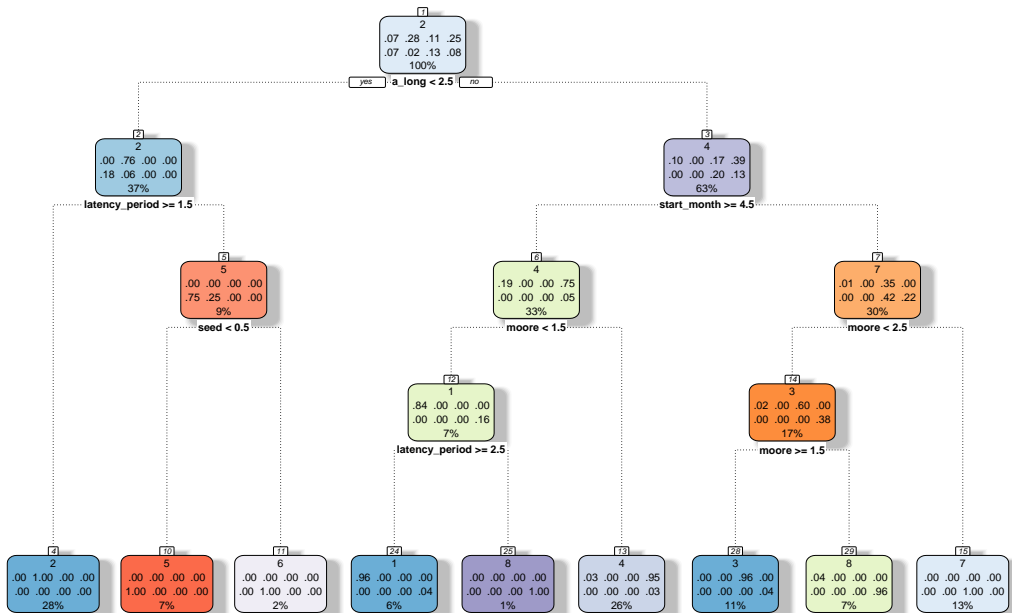 1
2
.07 .28 .11 .25
.07 .02 .13 .08
100%
yes a_long < 2.5 no
2
2
.00 .76 .00 .00
.18 .06 .00 .00
37%
latency_period >= 1.5
3
4
.10 .00 .17 .39
.00 .00 .20 .13
63%
start_month >= 4.5
5
5
.00 .00 .00 .00
.75 .25 .00 .00
9%
seed < 0.5
6
4
.19 .00 .00 .75
.00 .00 .00 .05
33%
moore < 1.5
7
7
.01 .00 .35 .00
.00 .00 .42 .22
30%
moore < 2.5
12
1
.84 .00 .00 .00
.00 .00 .00 .16
7%
latency_period >= 2.5
14
3
.02 .00 .60 .00
.00 .00 .00 .38
17%
moore >= 1.5
4
2
.00 1.00 .00 .00
.00 .00 .00 .00
28%
10
5
.00 .00 .00 .00
1.00 .00 .00 .00
7%
11
6
.00 .00 .00 .00
.00 1.00 .00 .00
2%
24
1
.96 .00 .00 .00
.00 .00 .00 .04
6%
25
8
.00 .00 .00 .00
.00 .00 .00 1.00
1%
13
4
.03 .00 .00 .95
.00 .00 .00 .03
26%
28
3
.00 .00 .96 .00
.00 .00 .00 .04
11%
29
8
.04 .00 .00 .00
.00 .00 .00 .96
7%
15
7
.00 .00 .00 .00
.00 .00 1.00 .00
13%